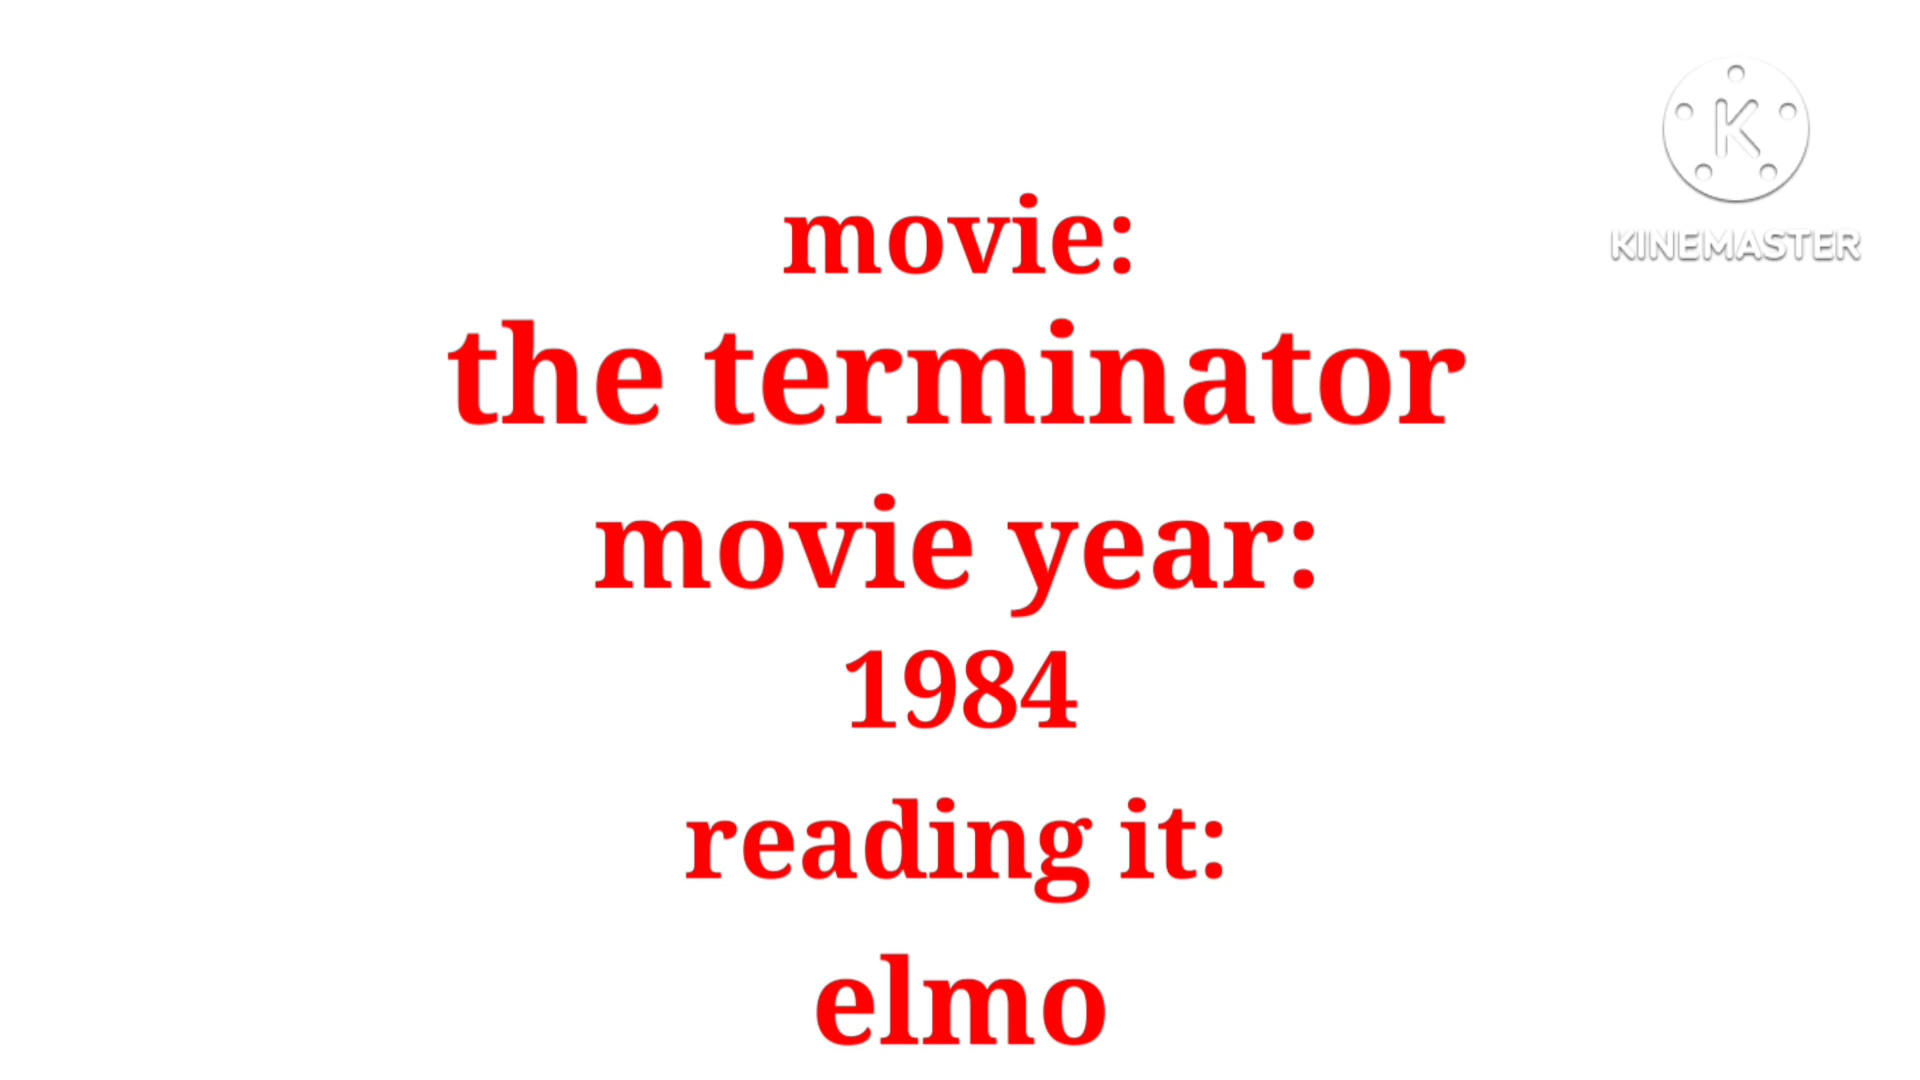 movie:
the terminator
movie year:
1984
reading it:
elmo
K
KINEMASTER